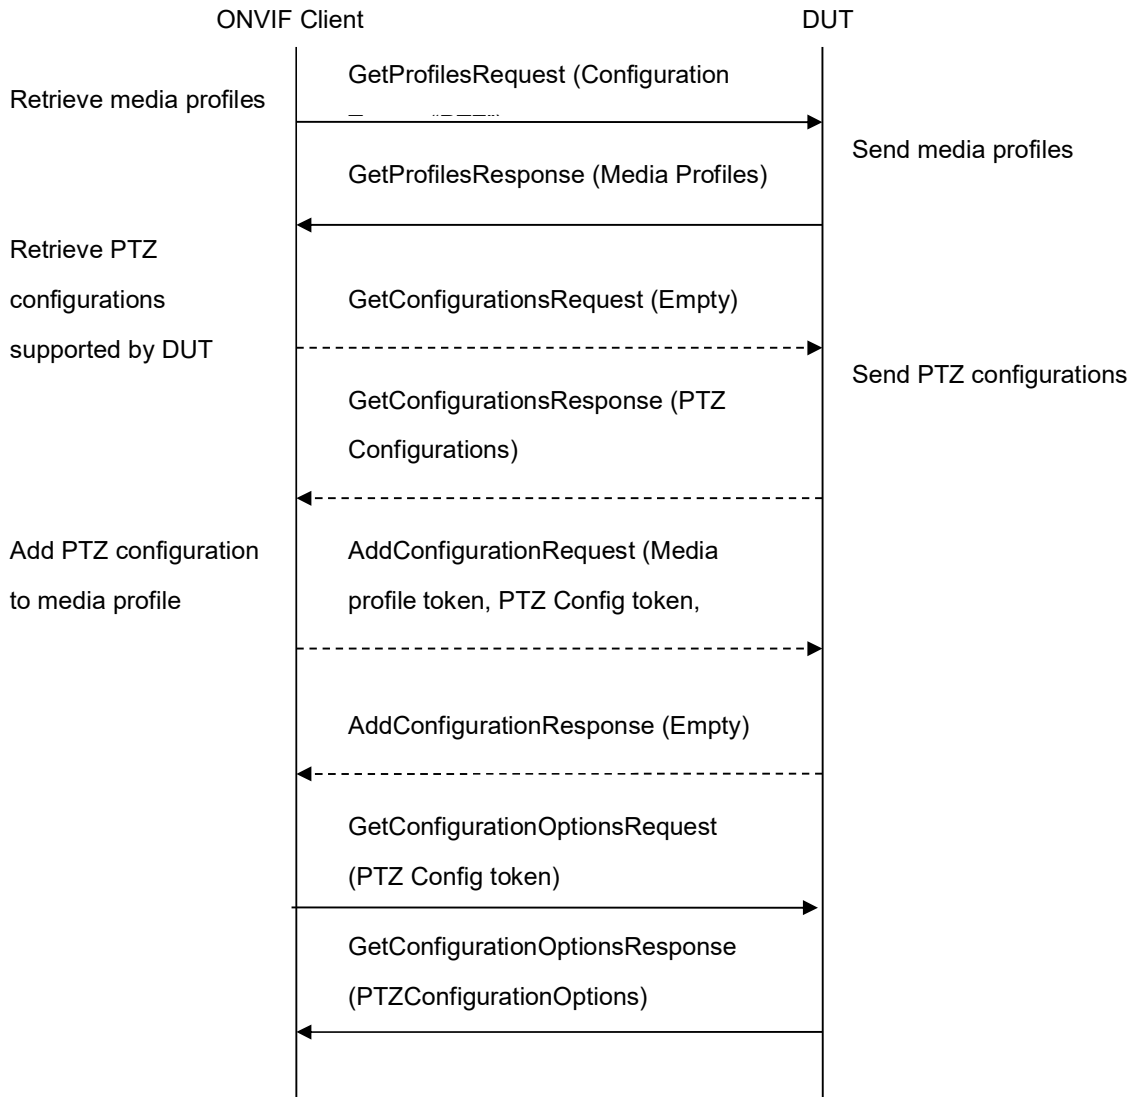 ONVIF Client
DUT
GetProfilesRequest (Configuration
Retrieve media profiles
Send media profiles
GetProfilesResponse (Media Profiles)
Retrieve PTZ
configurations
supported by DUT
GetConfigurationsRequest (Empty)
Send PTZ configurations
GetConfigurationsResponse (PTZ
Configurations)
Add PTZ configuration
to media profile
AddConfigurationRequest (Media
profile token, PTZ Config token,
AddConfigurationResponse (Empty)
GetConfigurationOptionsRequest
(PTZ Config token)
GetConfigurationOptionsResponse
(PTZConfigurationOptions)